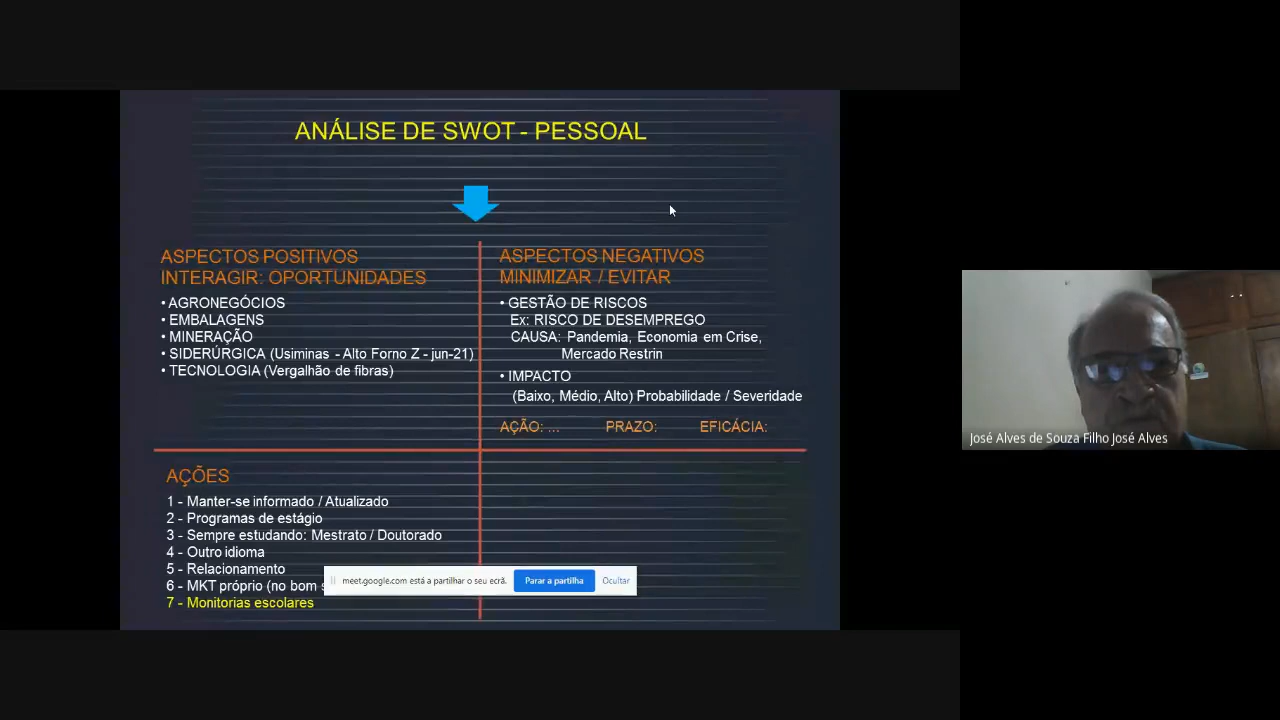 ANÁLISE DE SWOT - PESSOAL
ASPECTOS POSITIVOS
INTERAGIR: OPORTUNIDADES
• AGRONEGÓCIOS
• EMBALAGENS
• MINERAÇÃO
• SIDERÚRGICA (Usiminas - Alto Forno Z - jun-21)
• TECNOLOGIA (Vergalhão de fibras)
ASPECTOS NEGATIVOS
MINIMIZAR / EVITAR
• GESTÃO DE RISCOS
Ex: RISCO DE DESEMPREGO
CAUSA: Pandemia, Economia em Crise,
Mercado Restrin
• IMPACTO
(Baixo, Médio, Alto) Probabilidade / Severidade
AÇÃO: ... PRAZO: EFICÁCIA:
AÇÕES
1 - Manter-se informado / Atualizado
2 - Programas de estágio
3 - Sempre estudando: Mestrato / Doutorado
4 - Outro idioma
5 - Relacionamento
6 - MKT próprio (no bom
7 - Monitorias escolares
meet.google.com está a partilhar o seu ecrã. Parar a partilha Ocultar
José Alves de Souza Filho José Alves